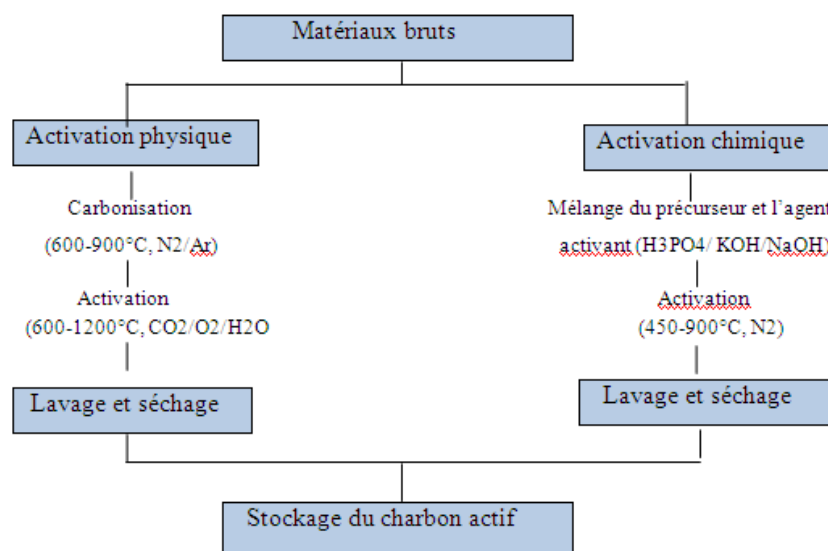 Matériaux bruts
Activation physique
Activation chimique
Carbonisation
(600-900°C, N2/Ar)
Mélange du précurseur et l'agent
activant (H3PO4/ KOH/NaOH)
Activation
(600-1200°C, CO2/O2/H2O
Activation
(450-900°C, N2)
Lavage et séchage
Lavage et séchage
Stockage du charbon actif